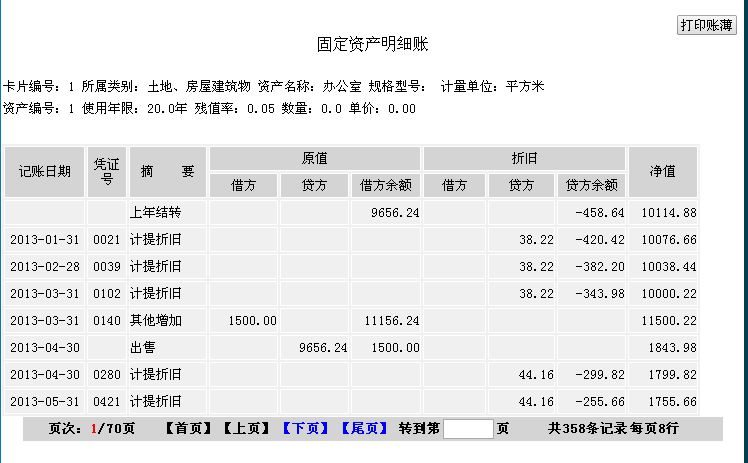 打印账薄
固定资产明细账
卡片编号：1 所属类别：土地、房屋建筑物 资产名称：办公室 规格型号： 计量单位：平方米
资产编号：1 使用年限：20.0年 残值率：0.05 数量：0.0 单价：0.00
记账日期 凭证号 摘 要 原值 折旧 净值
借方 贷方 借方余额 借方 贷方 贷方余额
上年结转 9656.24 -458.64 10114.88
2013-01-31 0021 计提折旧 38.22 -420.42 10076.66
2013-02-28 0039 计提折旧 38.22 -382.20 10038.44
2013-03-31 0102 计提折旧 38.22 -343.98 10000.22
2013-03-31 0140 其他增加 1500.00 11156.24 11500.22
2013-04-30 出售 9656.24 1500.00 1843.98
2013-04-30 0280 计提折旧 44.16 -299.82 1799.82
2013-05-31 0421 计提折旧 44.16 -255.66 1755.66
页次：1/70页 【首页】【上页】【下页】【尾页】 转到第 页 共358条记录 每页8行